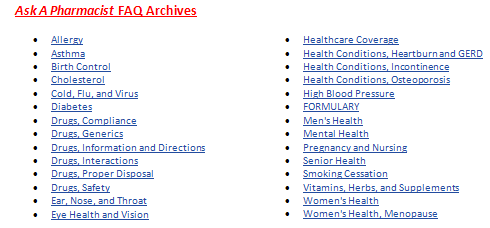 Ask A Pharmacist FAQ Archives
Allergy
Asthma
Birth Control
Cholesterol
Cold, Flu, and Virus
Diabetes
Drugs, Compliance
Drugs, Generics
Drugs, Information and Directions
Drugs, Interactions
Drugs, Proper Disposal
Drugs, Safety
Ear, Nose, and Throat
Eye Health and Vision
Healthcare Coverage
Health Conditions, Heartburn and GERD
Health Conditions, Incontinence
Health Conditions, Osteoporosis
High Blood Pressure
FORMULARY
Men's Health
Mental Health
Pregnancy and Nursing
Senior Health
Smoking Cessation
Vitamins, Herbs, and Supplements
Women's Health
Women's Health, Menopause